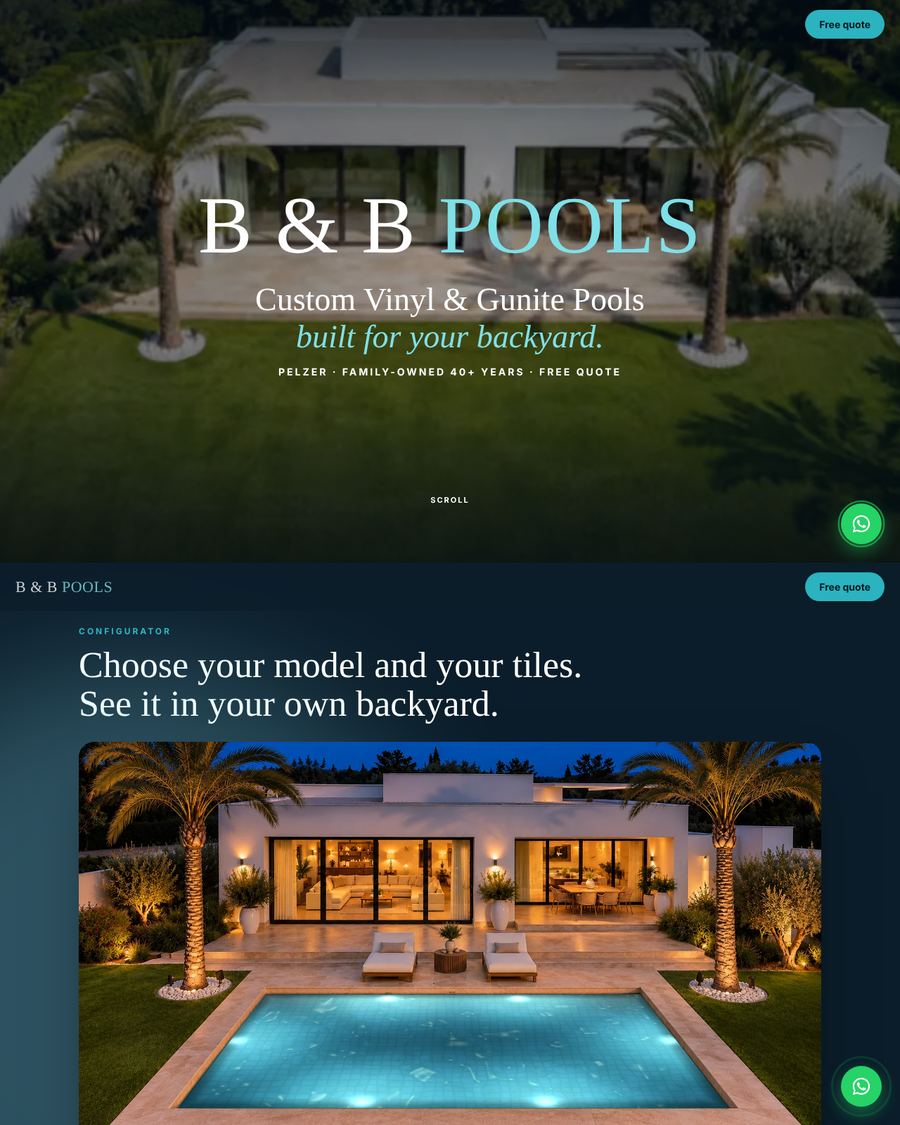 Free quote
B & B POOLS
Custom Vinyl & Gunite Pools
built for your backyard.
PELZER · FAMILY-OWNED 40+ YEARS · FREE QUOTE
SCROLL
B & B POOLS
Free quote
CONFIGURATOR
Choose your model and your tiles.
See it in your own backyard.